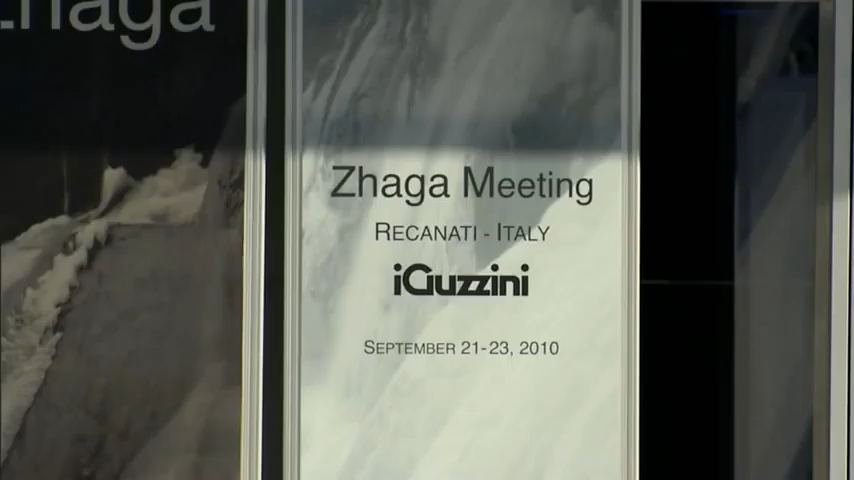 zhaga
Zhaga Meeting
RECANATI - ITALY
iGuzzini
SEPTEMBER 21-23, 2010